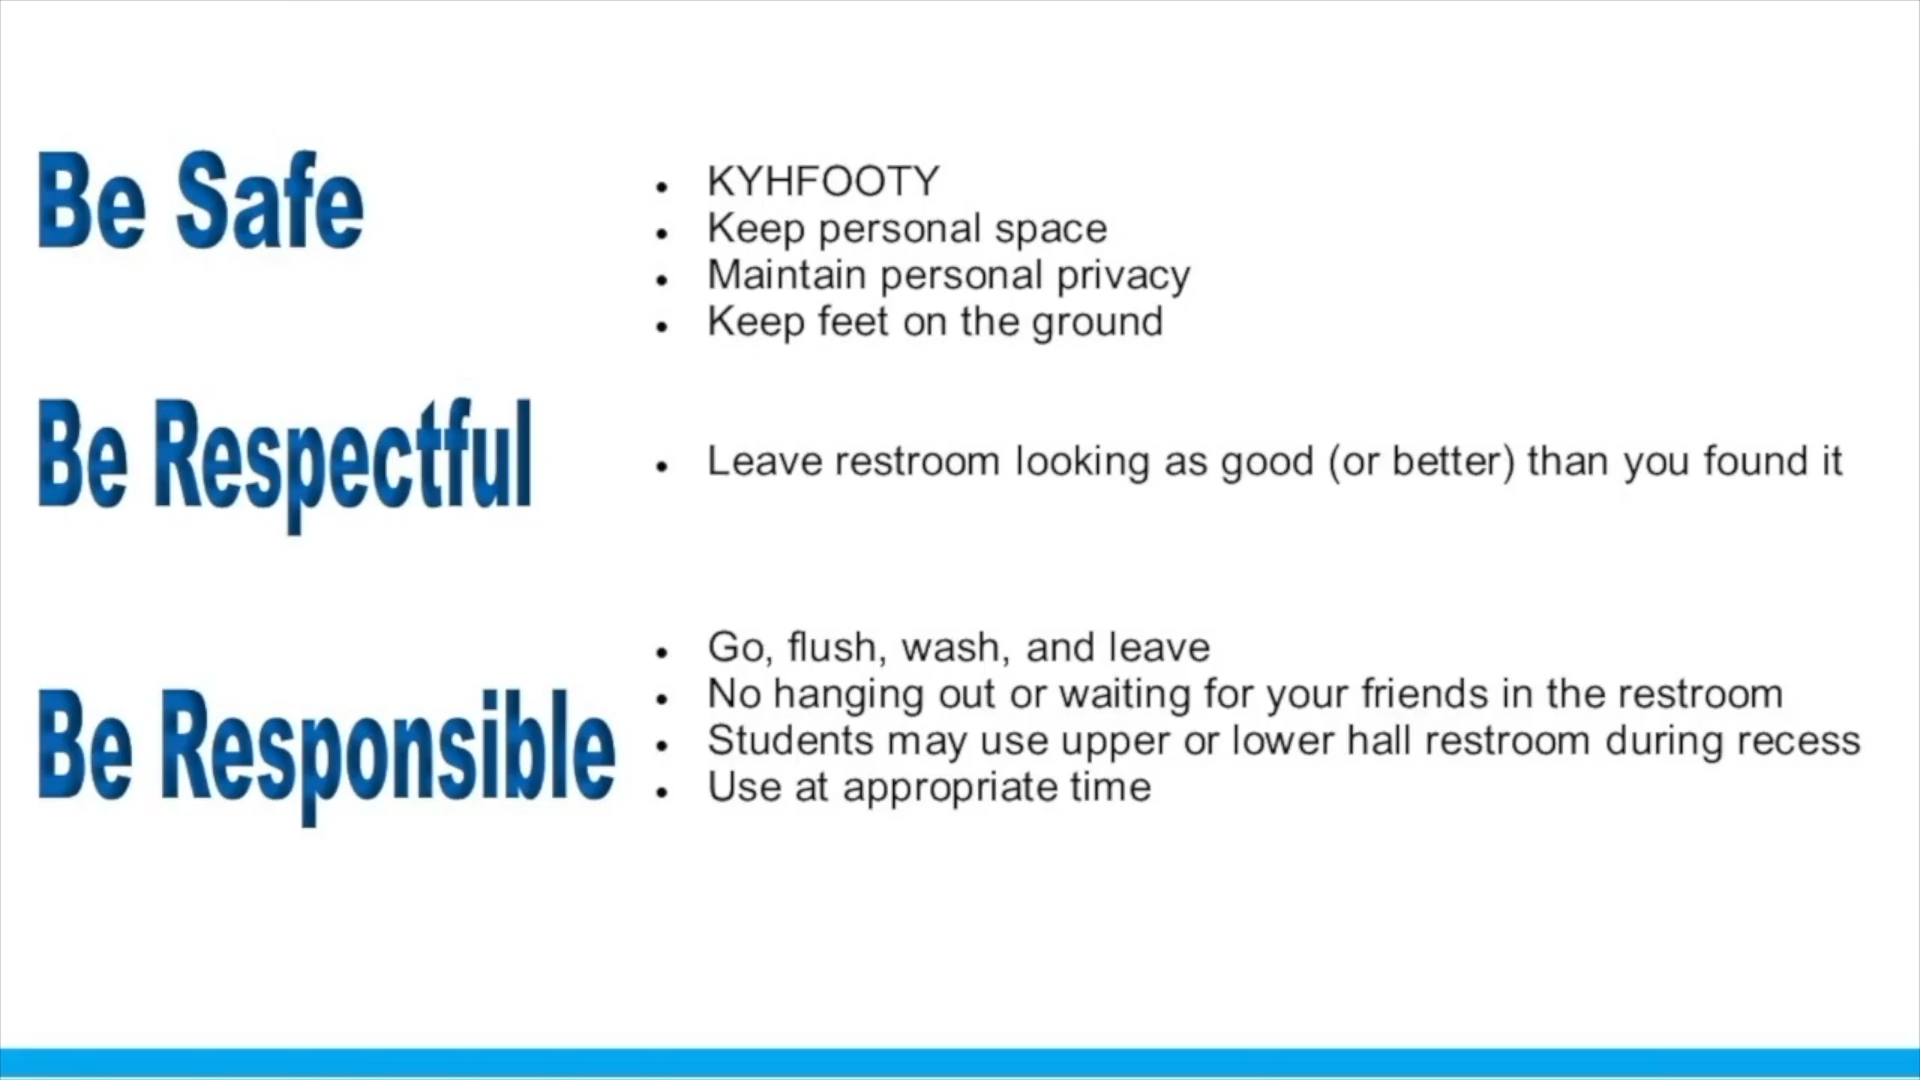 Be Safe
KYHFOOTY
Keep personal space
Maintain personal privacy
Keep feet on the ground
Be Respectful
Leave restroom looking as good (or better) than you found it
Be Responsible
Go, flush, wash, and leave
No hanging out or waiting for your friends in the restroom
Students may use upper or lower hall restroom during recess
Use at appropriate time